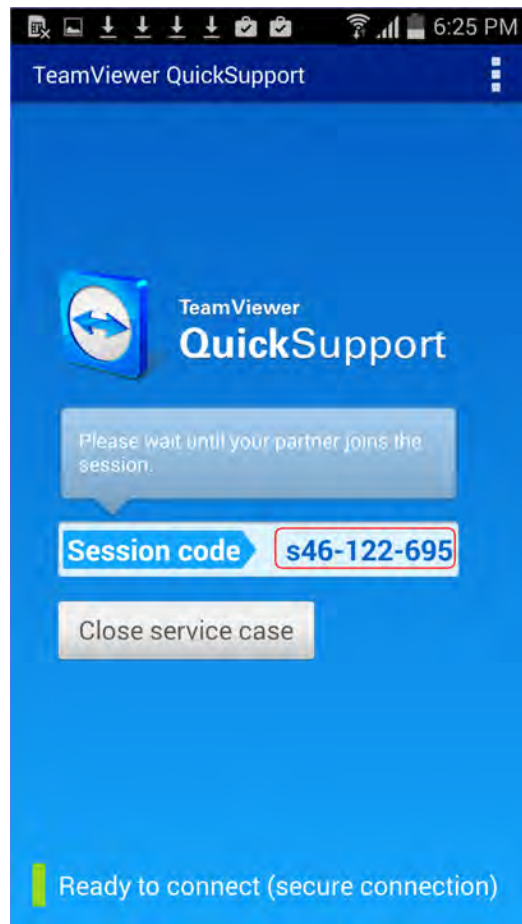 6:25 PM
TeamViewer QuickSupport
TeamViewer
QuickSupport
Please wait until your partner joins the
session.
Session code s46-122-695
Close service case
Ready to connect (secure connection)